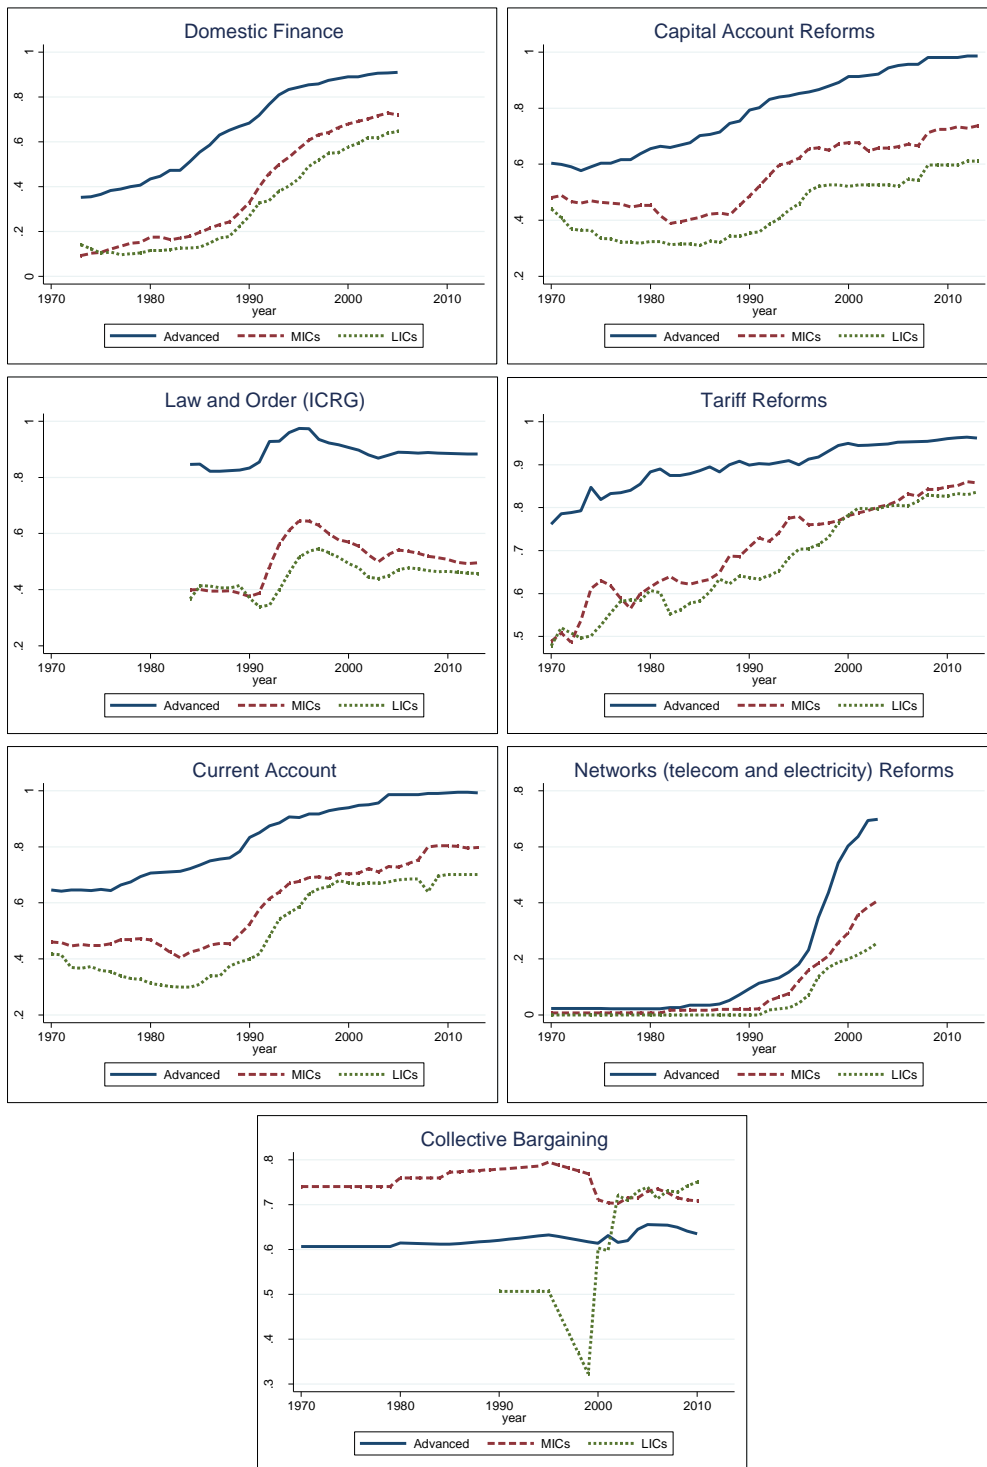 Domestic Finance
1
.8
.6
.4
.2
0
1970 1980 1990 2000 2010
year
Advanced MICs LICs
Capital Account Reforms
1
.8
.6
.4
.2
1970 1980 1990 2000 2010
year
Advanced MICs LICs
Law and Order (ICRG)
1
.8
.6
.4
.2
1970 1980 1990 2000 2010
year
Advanced MICs LICs
Tariff Reforms
1
.9
.8
.7
.6
.5
1970 1980 1990 2000 2010
year
Advanced MICs LICs
Current Account
1
.8
.6
.4
.2
1970 1980 1990 2000 2010
year
Advanced MICs LICs
Networks (telecom and electricity) Reforms
.8
.6
.4
.2
0
1970 1980 1990 2000 2010
year
Advanced MICs LICs
Collective Bargaining
.8
.7
.6
.5
.4
.3
1970 1980 1990 2000 2010
year
Advanced MICs LICs